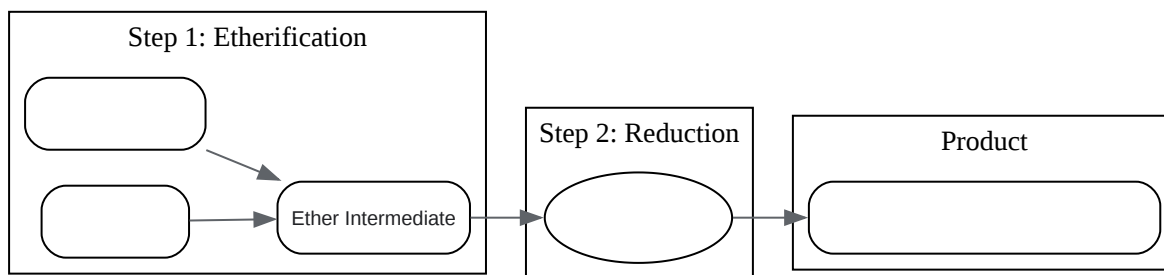 Step 1: Etherification
Step 2: Reduction
Product
Ether Intermediate